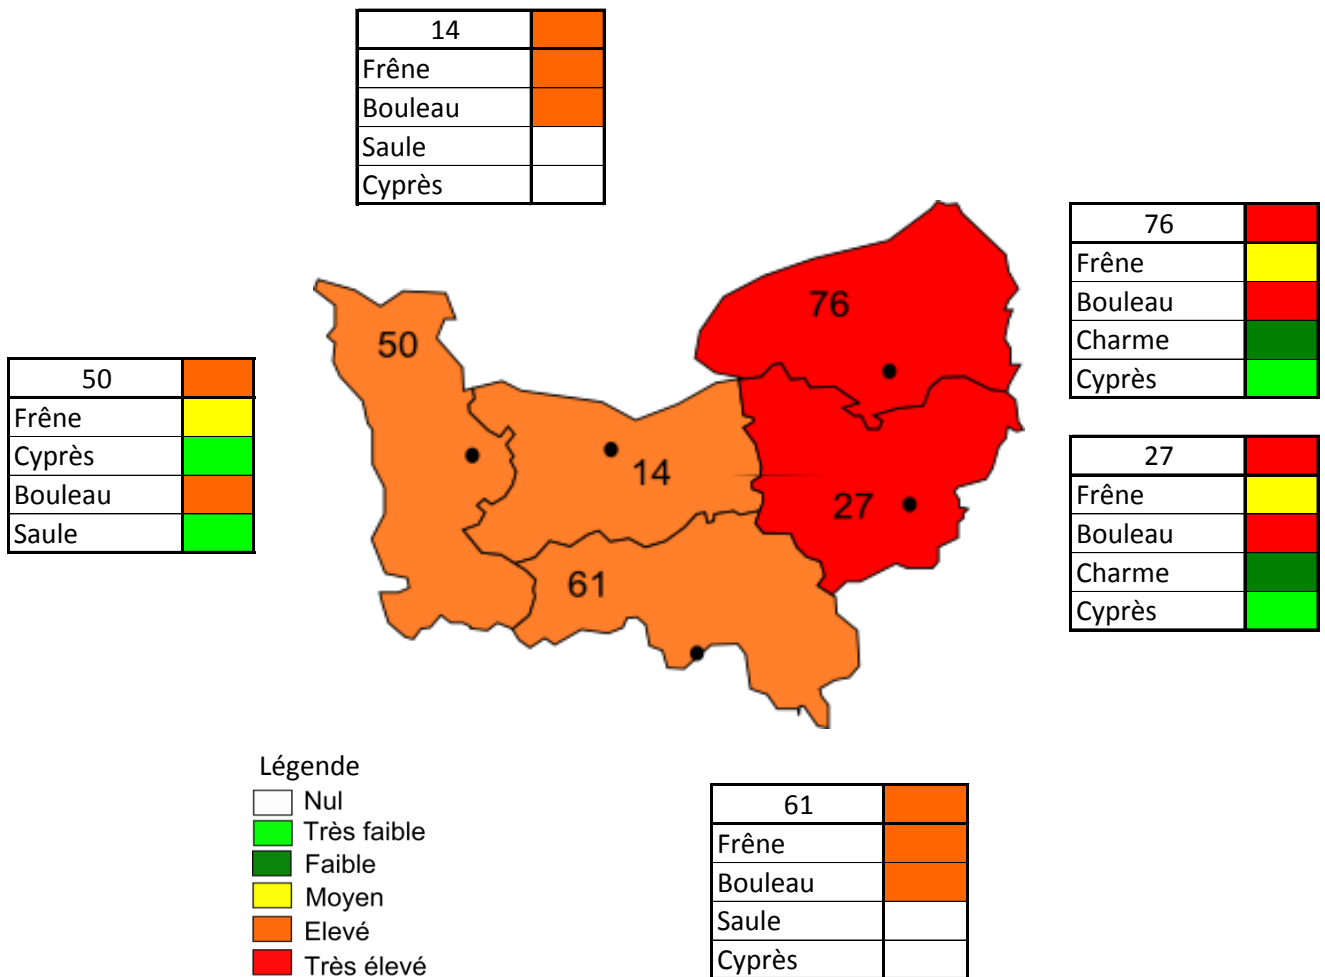 14
Frêne
Bouleau
Saule
Cyprès
76
Frêne
Bouleau
Charme
Cyprès
50
Frêne
Cyprès
Bouleau
Saule
27
Frêne
Bouleau
Charme
Cyprès
76
50
14
27
61
Légende
Nul
Très faible
Faible
Moyen
Elevé
Très élevé
61
Frêne
Bouleau
Saule
Cyprès